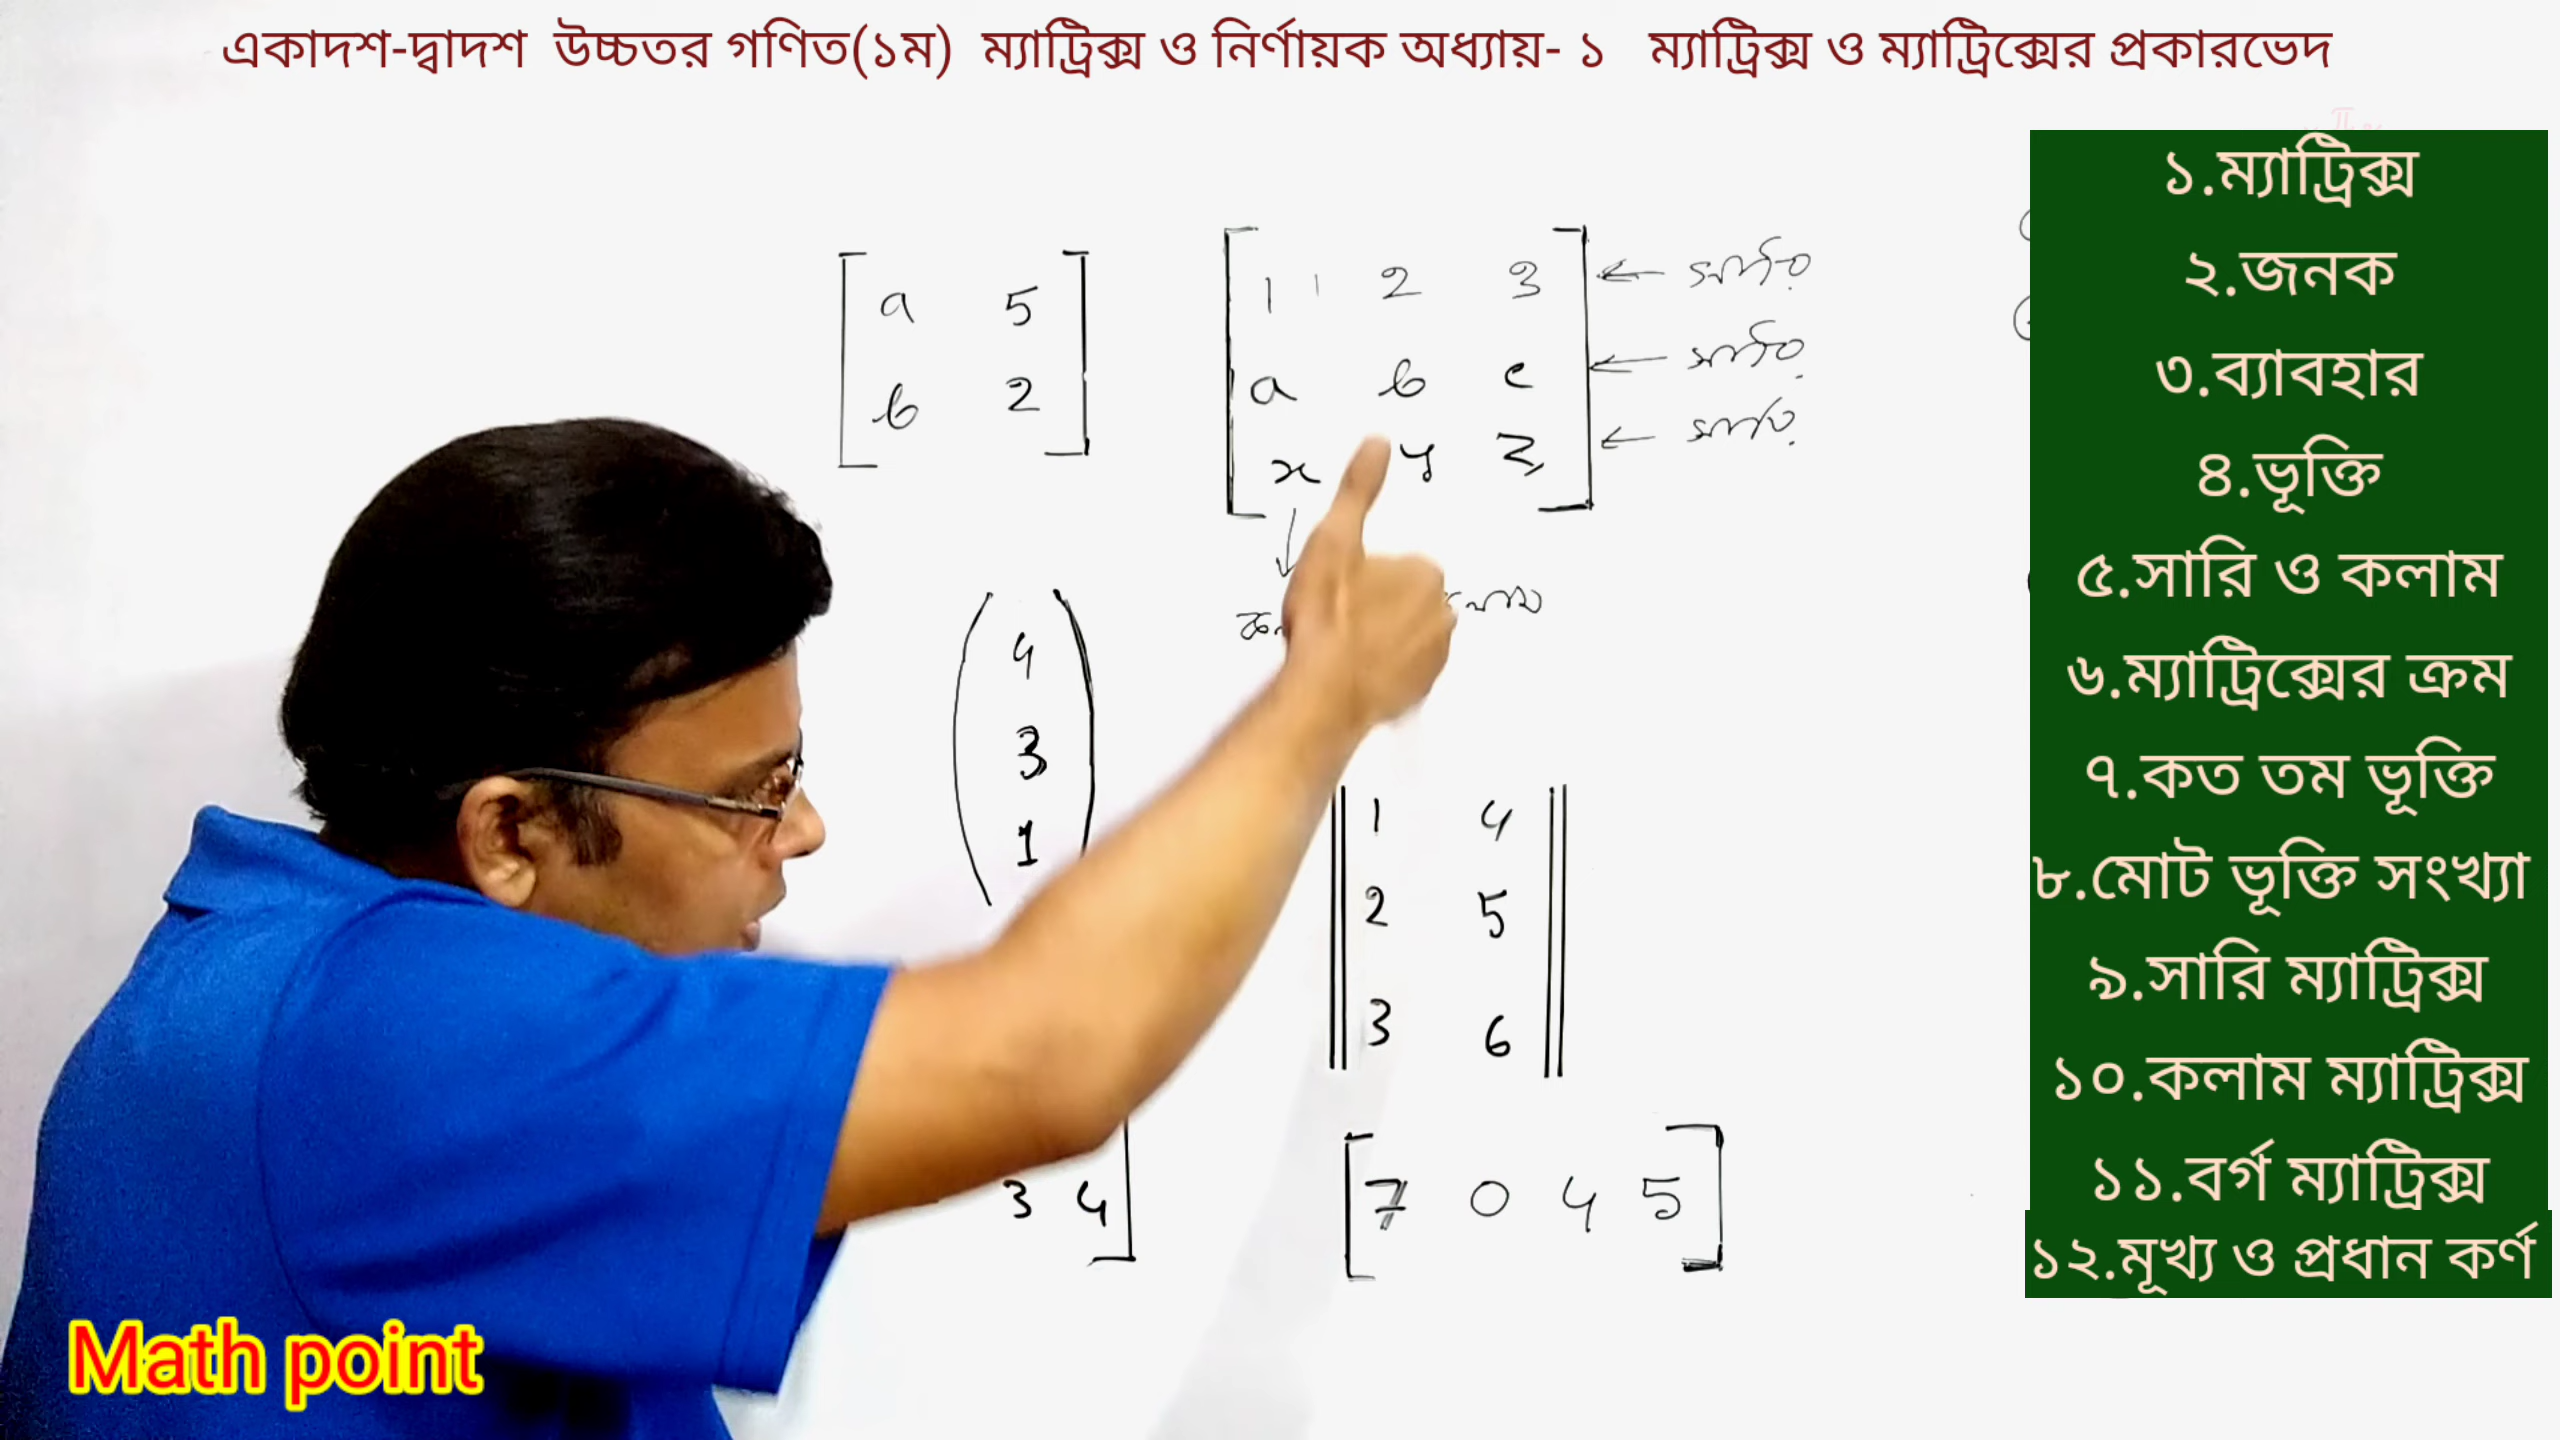 একাদশ-দ্বাদশ উচ্চতর গণিত(১ম) ম্যাট্রিক্স ও নির্ণায়ক অধ্যায়- ১ ম্যাট্রিক্স ও ম্যাট্রিক্সের প্রকারভেদ
a 5
b 2
1 2 3 ← সারি
a b c ← সারি
x y z ← সারি
4
3
1
1 4
2 5
3 6
3 4
7 0 4 5
১.ম্যাট্রিক্স
২.জনক
৩.ব্যাবহার
৪.ভূক্তি
৫.সারি ও কলাম
৬.ম্যাট্রিক্সের ক্রম
৭.কত তম ভূক্তি
৮.মোট ভূক্তি সংখ্যা
৯.সারি ম্যাট্রিক্স
১০.কলাম ম্যাট্রিক্স
১১.বর্গ ম্যাট্রিক্স
১২.মূখ্য ও প্রধান কর্ণ
Math point